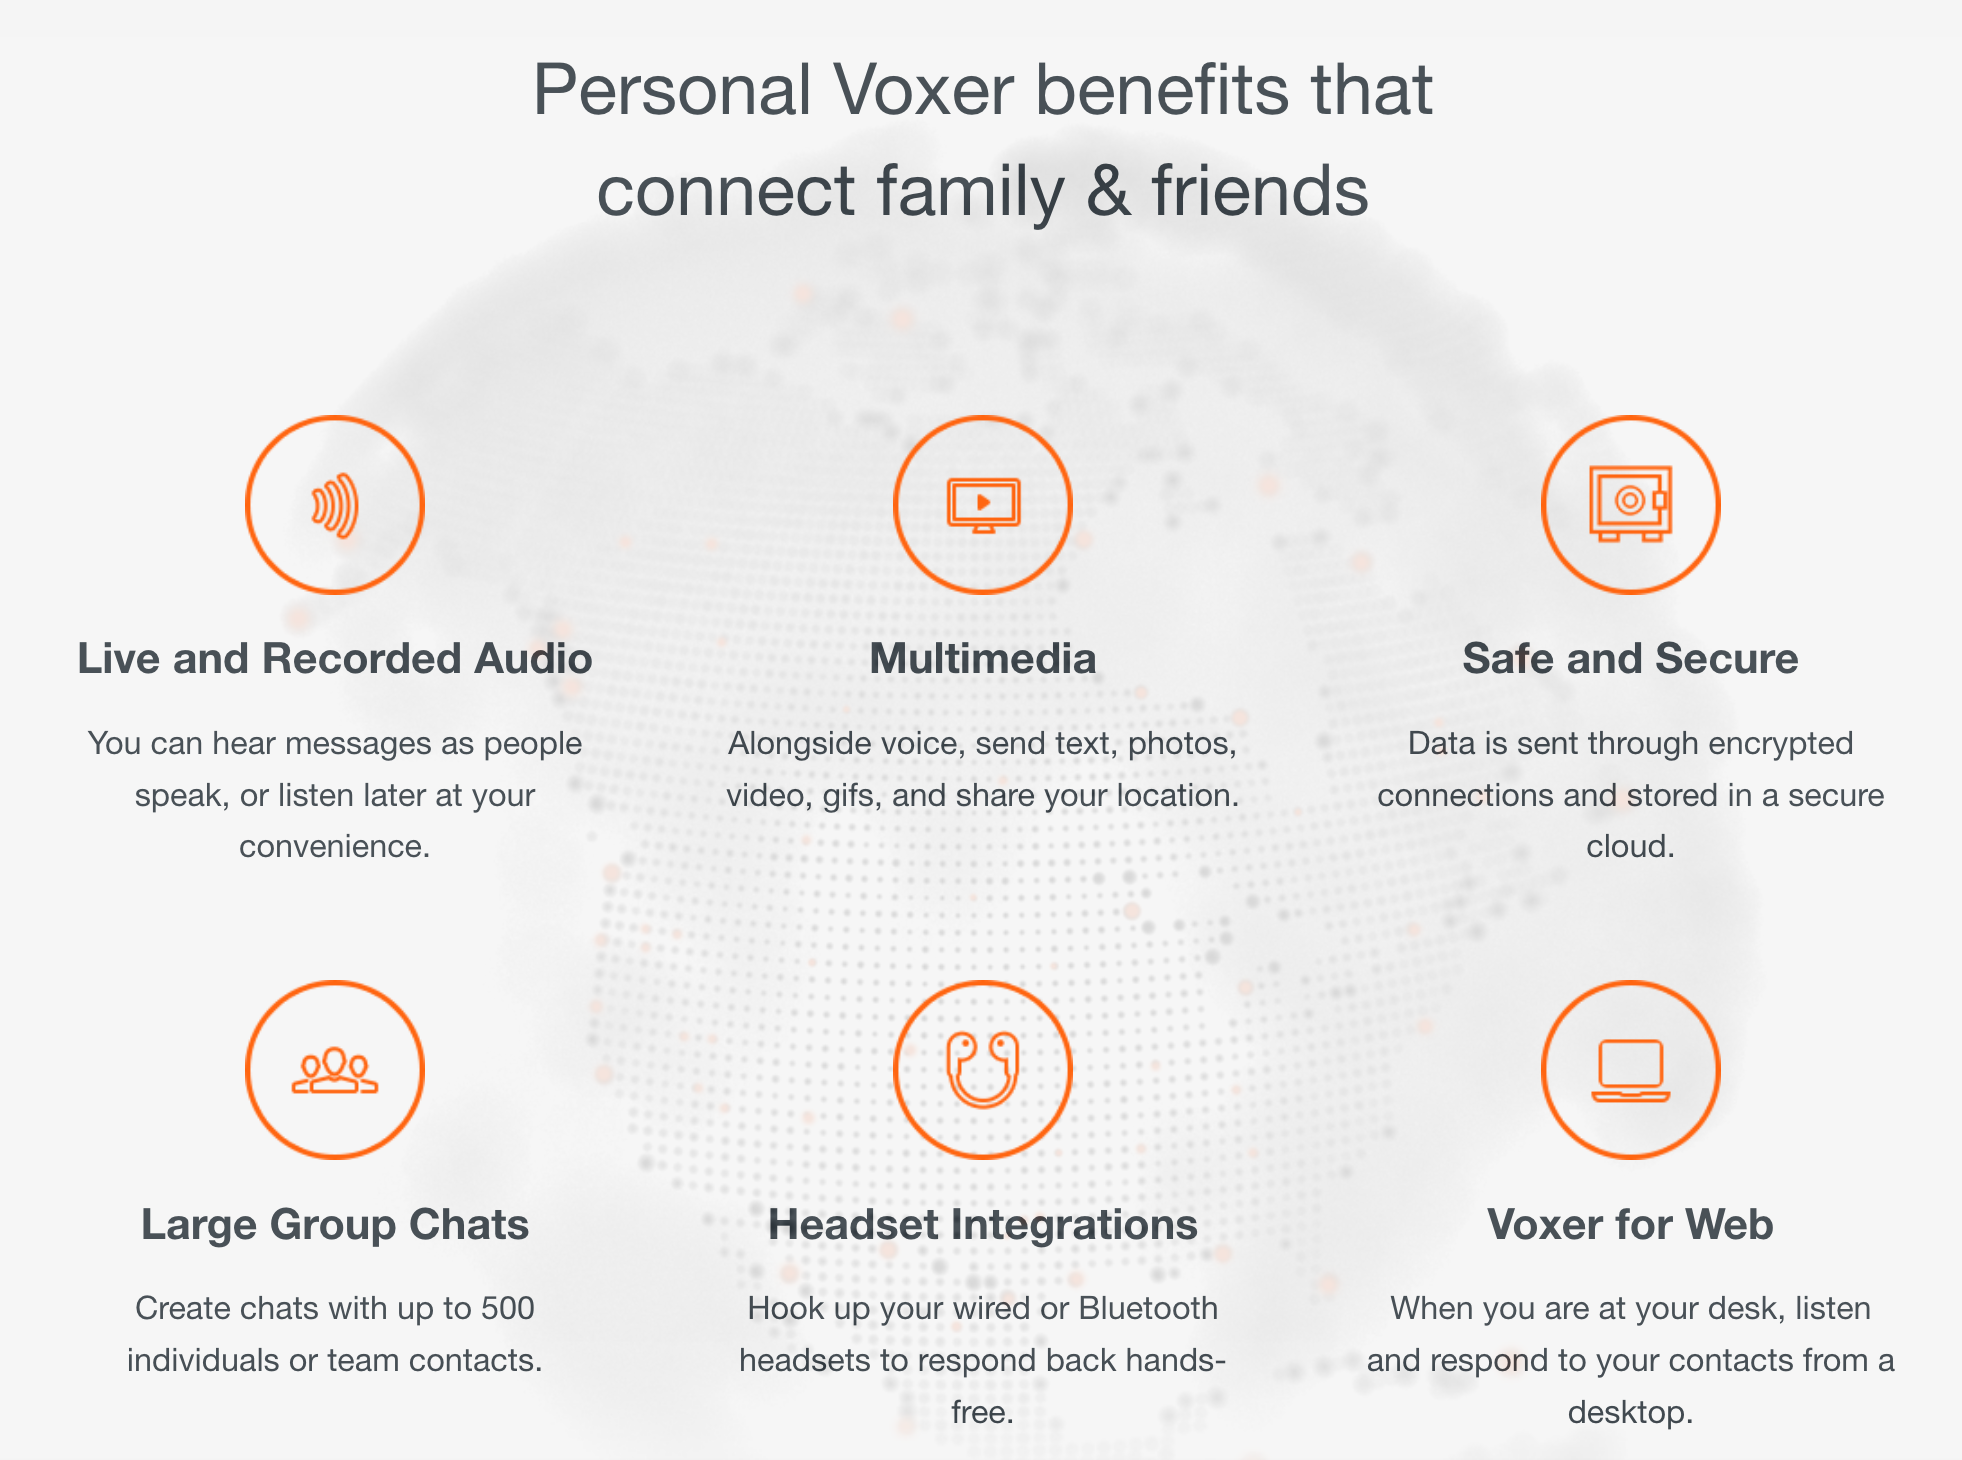 Personal Voxer benefits that
connect family & friends
Live and Recorded Audio
You can hear messages as people
speak, or listen later at your
convenience.
Multimedia
Alongside voice, send text, photos,
video, gifs, and share your location.
Safe and Secure
Data is sent through encrypted
connections and stored in a secure
cloud.
Large Group Chats
Create chats with up to 500
individuals or team contacts.
Headset Integrations
Hook up your wired or Bluetooth
headsets to respond back hands-
free.
Voxer for Web
When you are at your desk, listen
and respond to your contacts from a
desktop.